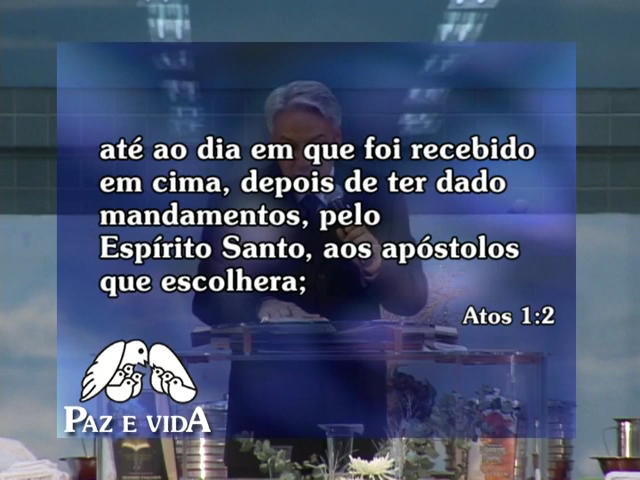 até ao dia em que foi recebido
em cima, depois de ter dado
mandamentos, pelo
Espírito Santo, aos apóstolos
que escolhera;
Atos 1:2
PAZ E VIDA